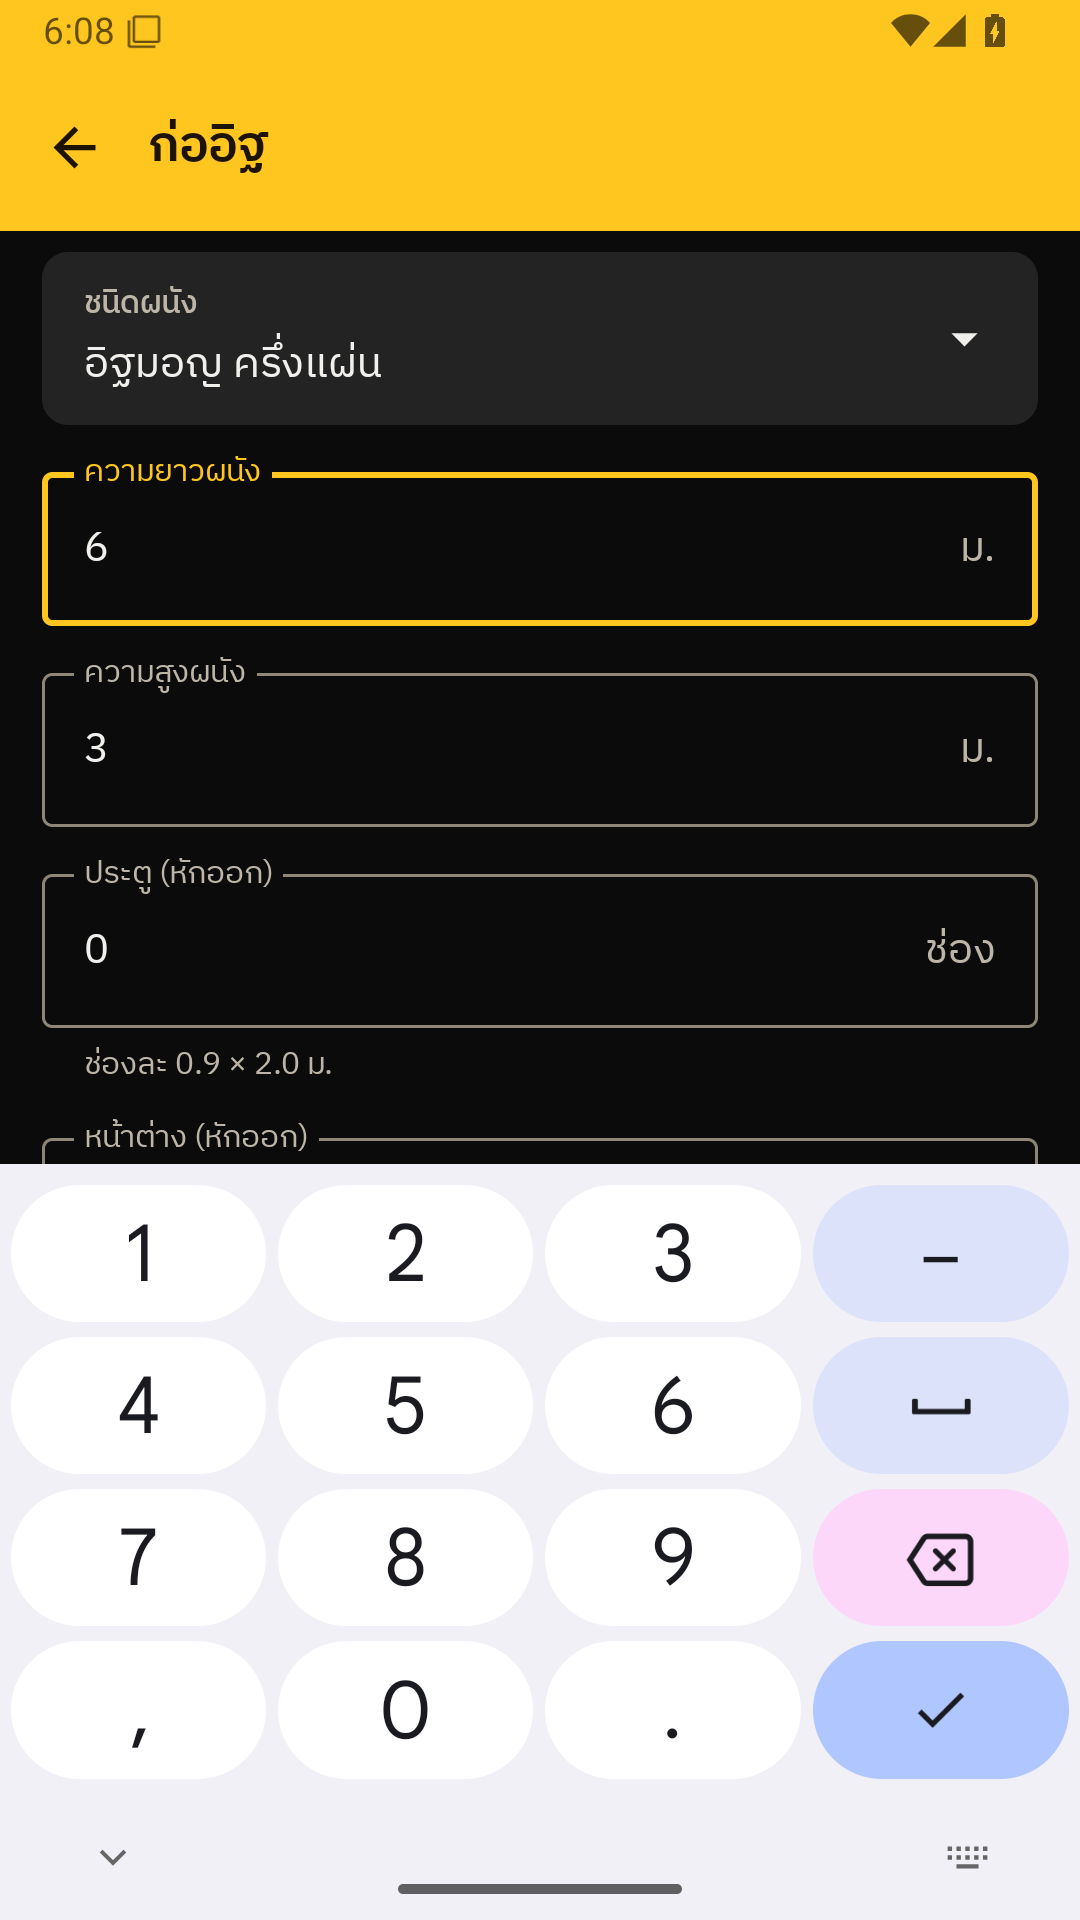 6:08
ก่ออิฐ
ชนิดผนัง
อิฐมอญ ครึ่งแผ่น
ความยาวผนัง
6 ม.
ความสูงผนัง
3 ม.
ประตู (หักออก)
0 ช่อง
ช่องละ 0.9 × 2.0 ม.
หน้าต่าง (หักออก)
1 2 3 –
4 5 6
7 8 9
, 0 .